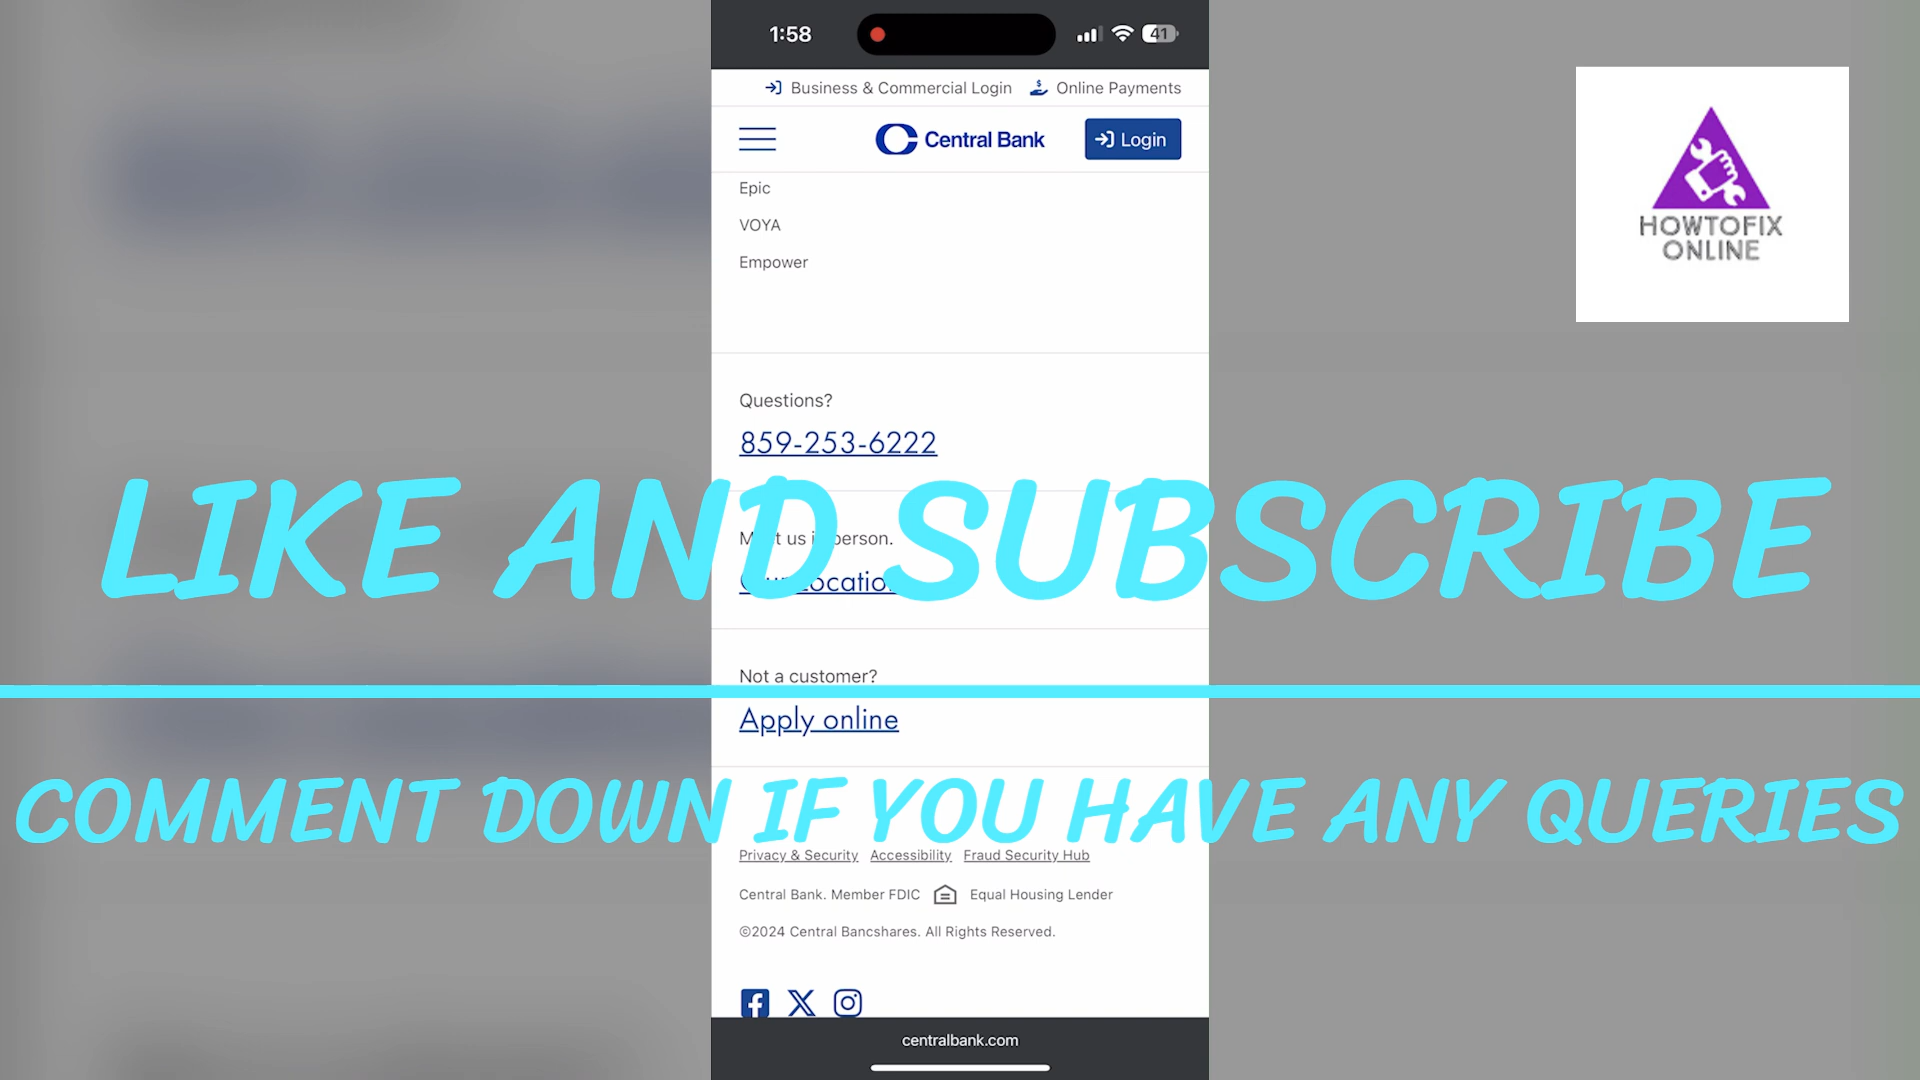 1:58
41
Business & Commercial Login Online Payments
Central Bank Login
Epic
VOYA
Empower
HOWTOFIX
ONLINE
Questions?
859-253-6222
LIKE AND SUBSCRIBE
us person.
Not a customer?
Apply online
COMMENT DOWN IF YOU HAVE ANY QUERIES
Privacy & Security Accessibility Fraud Security Hub
Central Bank. Member FDIC Equal Housing Lender
©2024 Central Bancshares. All Rights Reserved.
centralbank.com